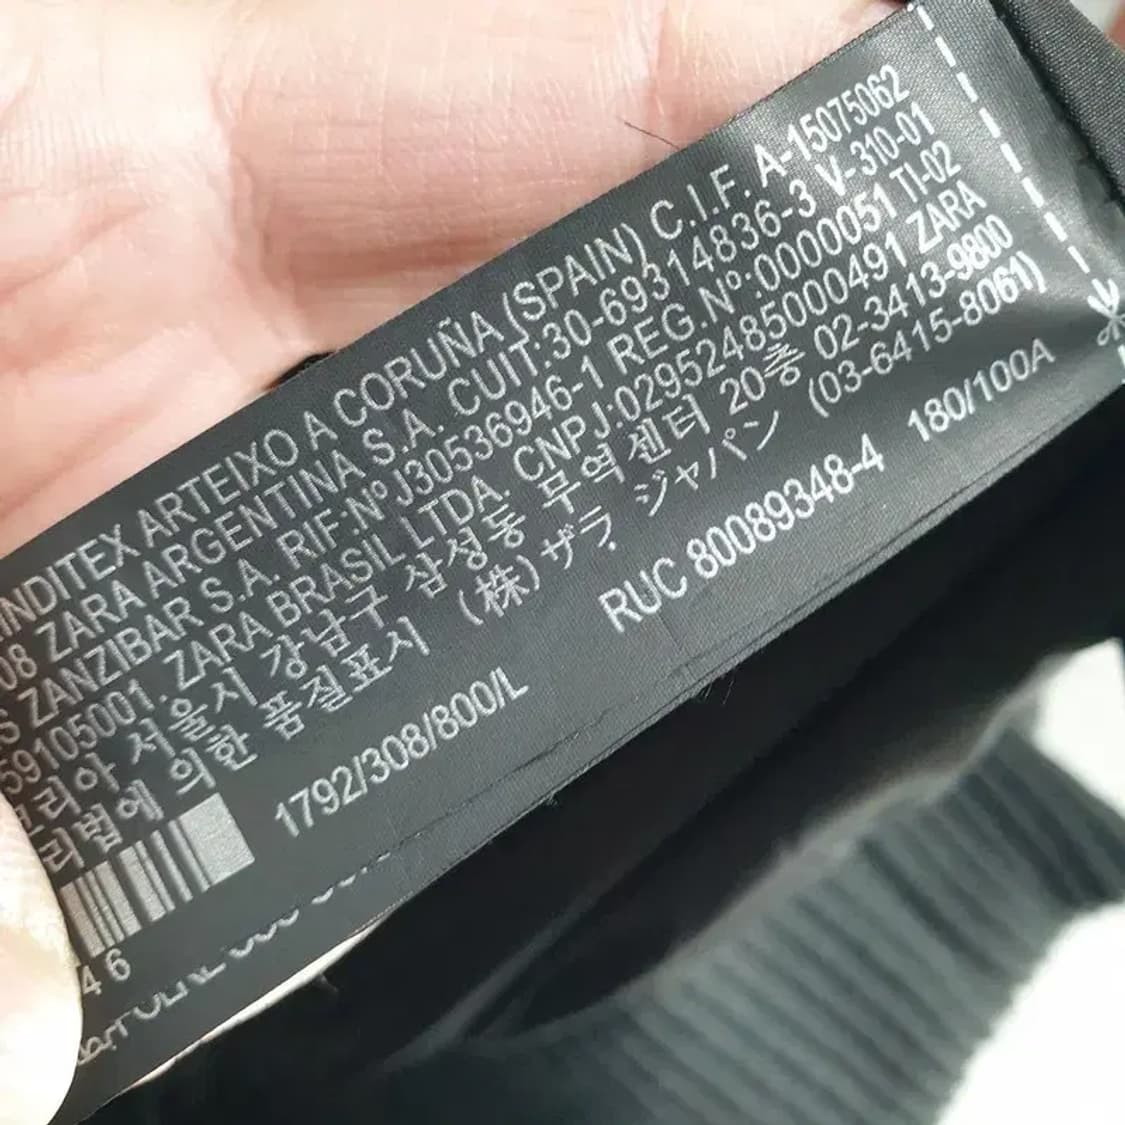 INDITEX ARTEIXO A CORUÑA (SPAIN) C.I.F. A-15075062
08 ZARA ARGENTINA S.A. CUIT:30-69314836-3 V-310-01
S ZANZIBAR S.A. RIF:Nº J30536946-1 REG.Nº:0000051 TI-02
59105001. ZARA BRASIL LTDA. CNPJ:02952485000491 ZARA
코리아 서울시 강남구 삼성동 무역센터 20층 02-3413-9800
리법에 의한 품질표시 (株) ザラ ジャパン (03-6415-8061)
RUC 80089348-4 180/100A
1792/308/800/L
46